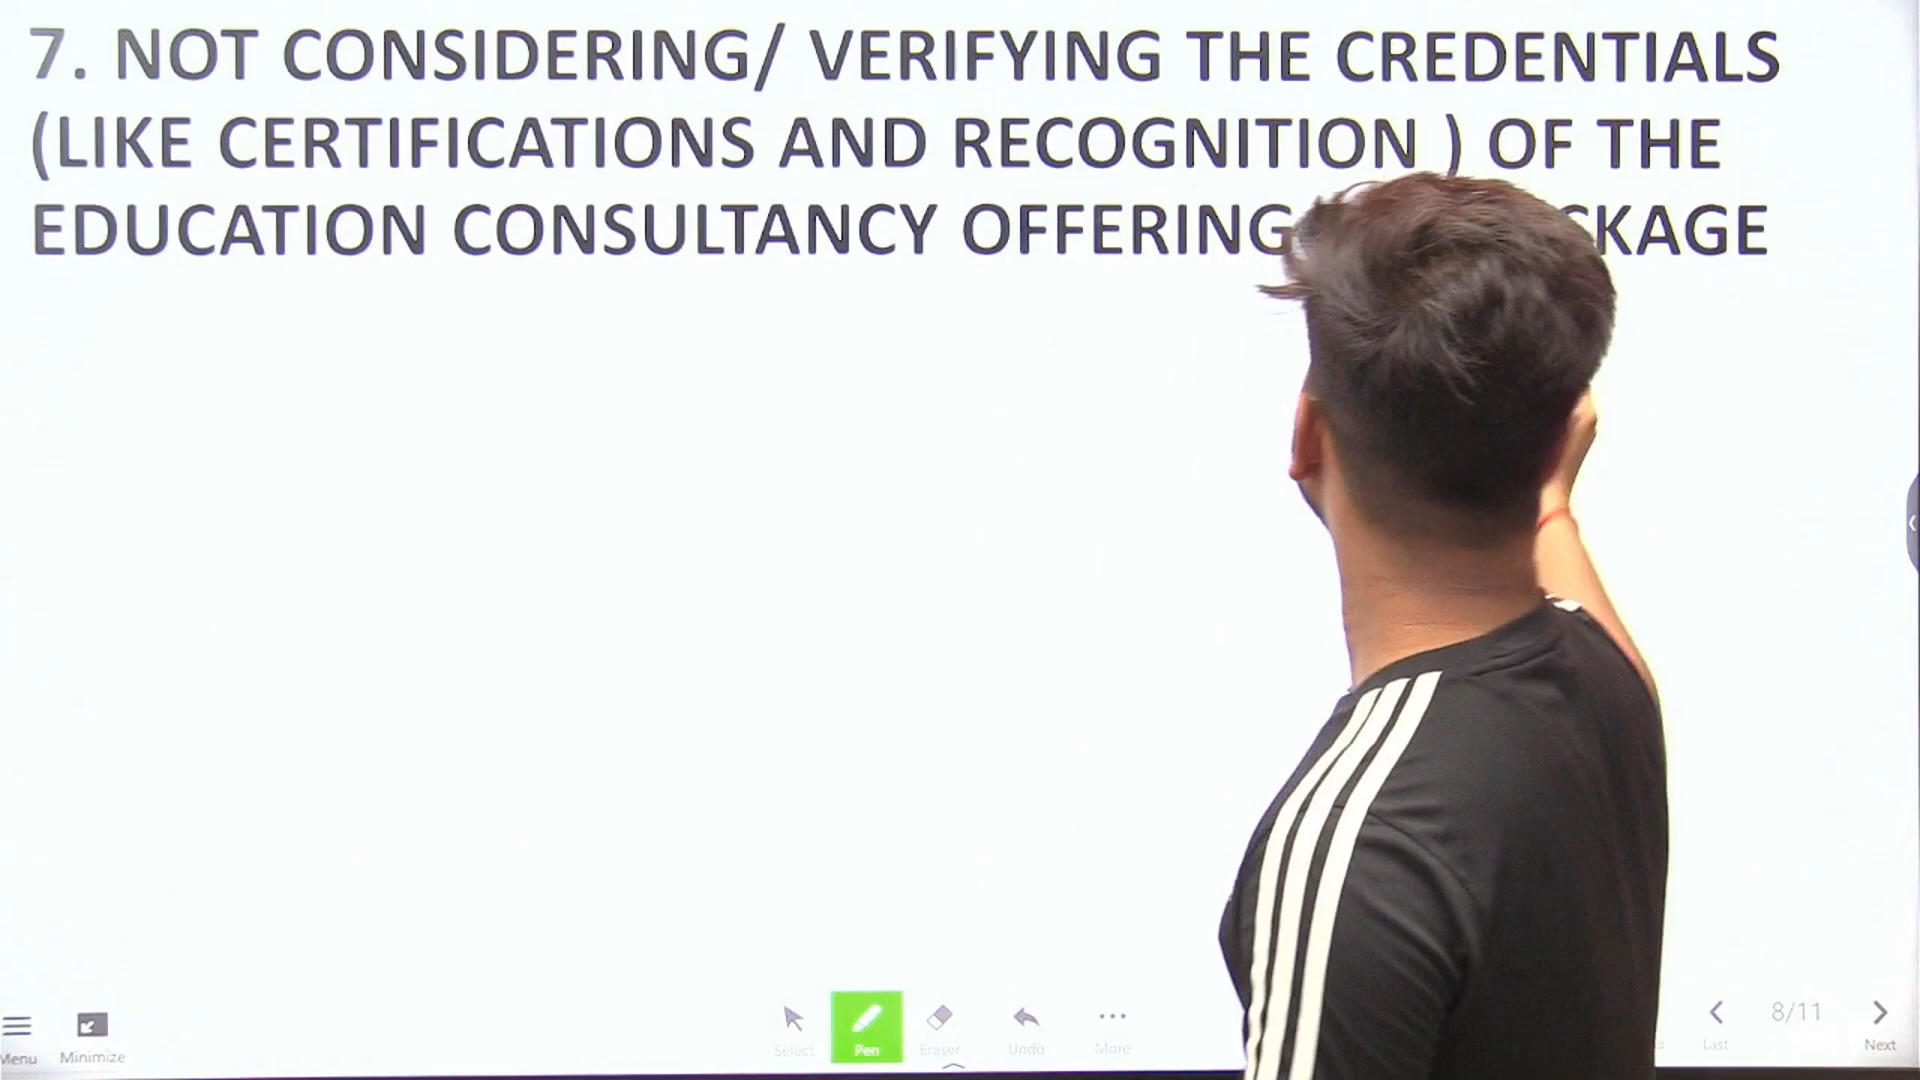 7. NOT CONSIDERING/ VERIFYING THE CREDENTIALS
(LIKE CERTIFICATIONS AND RECOGNITION ) OF THE
EDUCATION CONSULTANCY OFFERING
Menu
Minimize
Select
Pen
Eraser
Undo
More
Last
8/11
Next